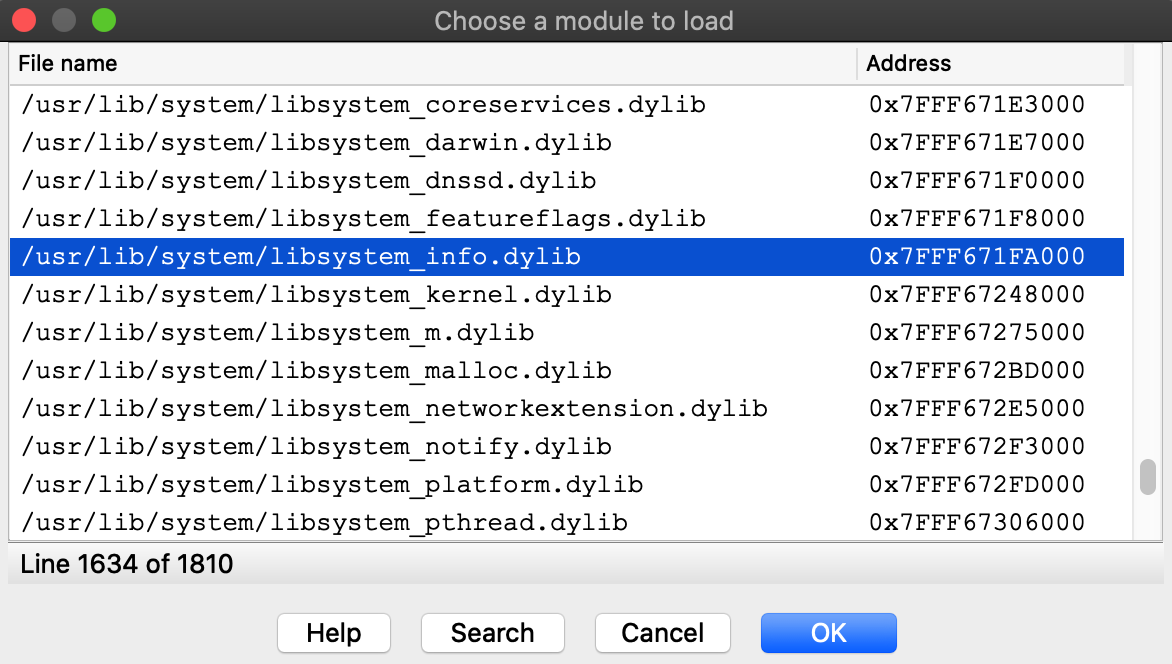 Choose a module to load
File name Address
/usr/lib/system/libsystem_coreservices.dylib 0x7FFF671E3000
/usr/lib/system/libsystem_darwin.dylib 0x7FFF671E7000
/usr/lib/system/libsystem_dnssd.dylib 0x7FFF671F0000
/usr/lib/system/libsystem_featureflags.dylib 0x7FFF671F8000
/usr/lib/system/libsystem_info.dylib 0x7FFF671FA000
/usr/lib/system/libsystem_kernel.dylib 0x7FFF67248000
/usr/lib/system/libsystem_m.dylib 0x7FFF67275000
/usr/lib/system/libsystem_malloc.dylib 0x7FFF672BD000
/usr/lib/system/libsystem_networkextension.dylib 0x7FFF672E5000
/usr/lib/system/libsystem_notify.dylib 0x7FFF672F3000
/usr/lib/system/libsystem_platform.dylib 0x7FFF672FD000
/usr/lib/system/libsystem_pthread.dylib 0x7FFF67306000
Line 1634 of 1810
Help Search Cancel OK